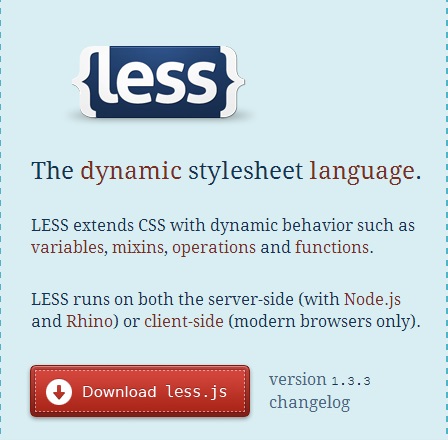 {less}
The dynamic stylesheet language.
LESS extends CSS with dynamic behavior such as
variables, mixins, operations and functions.
LESS runs on both the server-side (with Node.js
and Rhino) or client-side (modern browsers only).
Download less.js
version 1.3.3
changelog